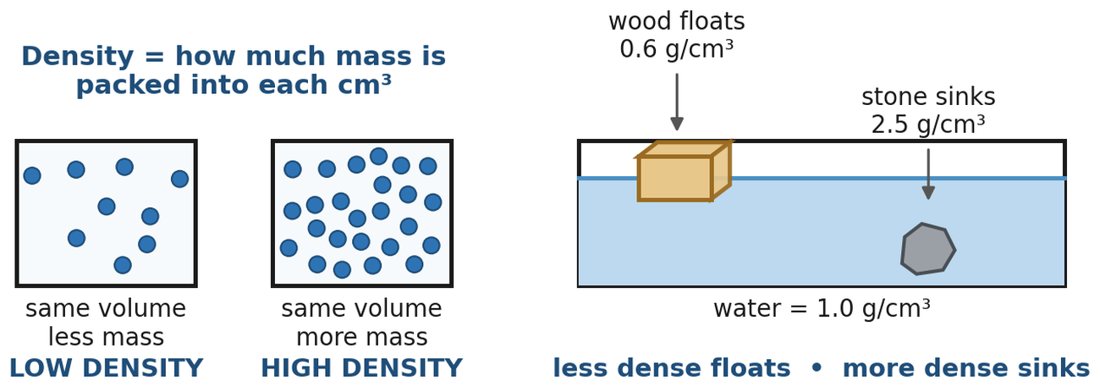 Density = how much mass is
packed into each cm³
same volume
less mass
LOW DENSITY
same volume
more mass
HIGH DENSITY
wood floats
0.6 g/cm³
stone sinks
2.5 g/cm³
water = 1.0 g/cm³
less dense floats • more dense sinks